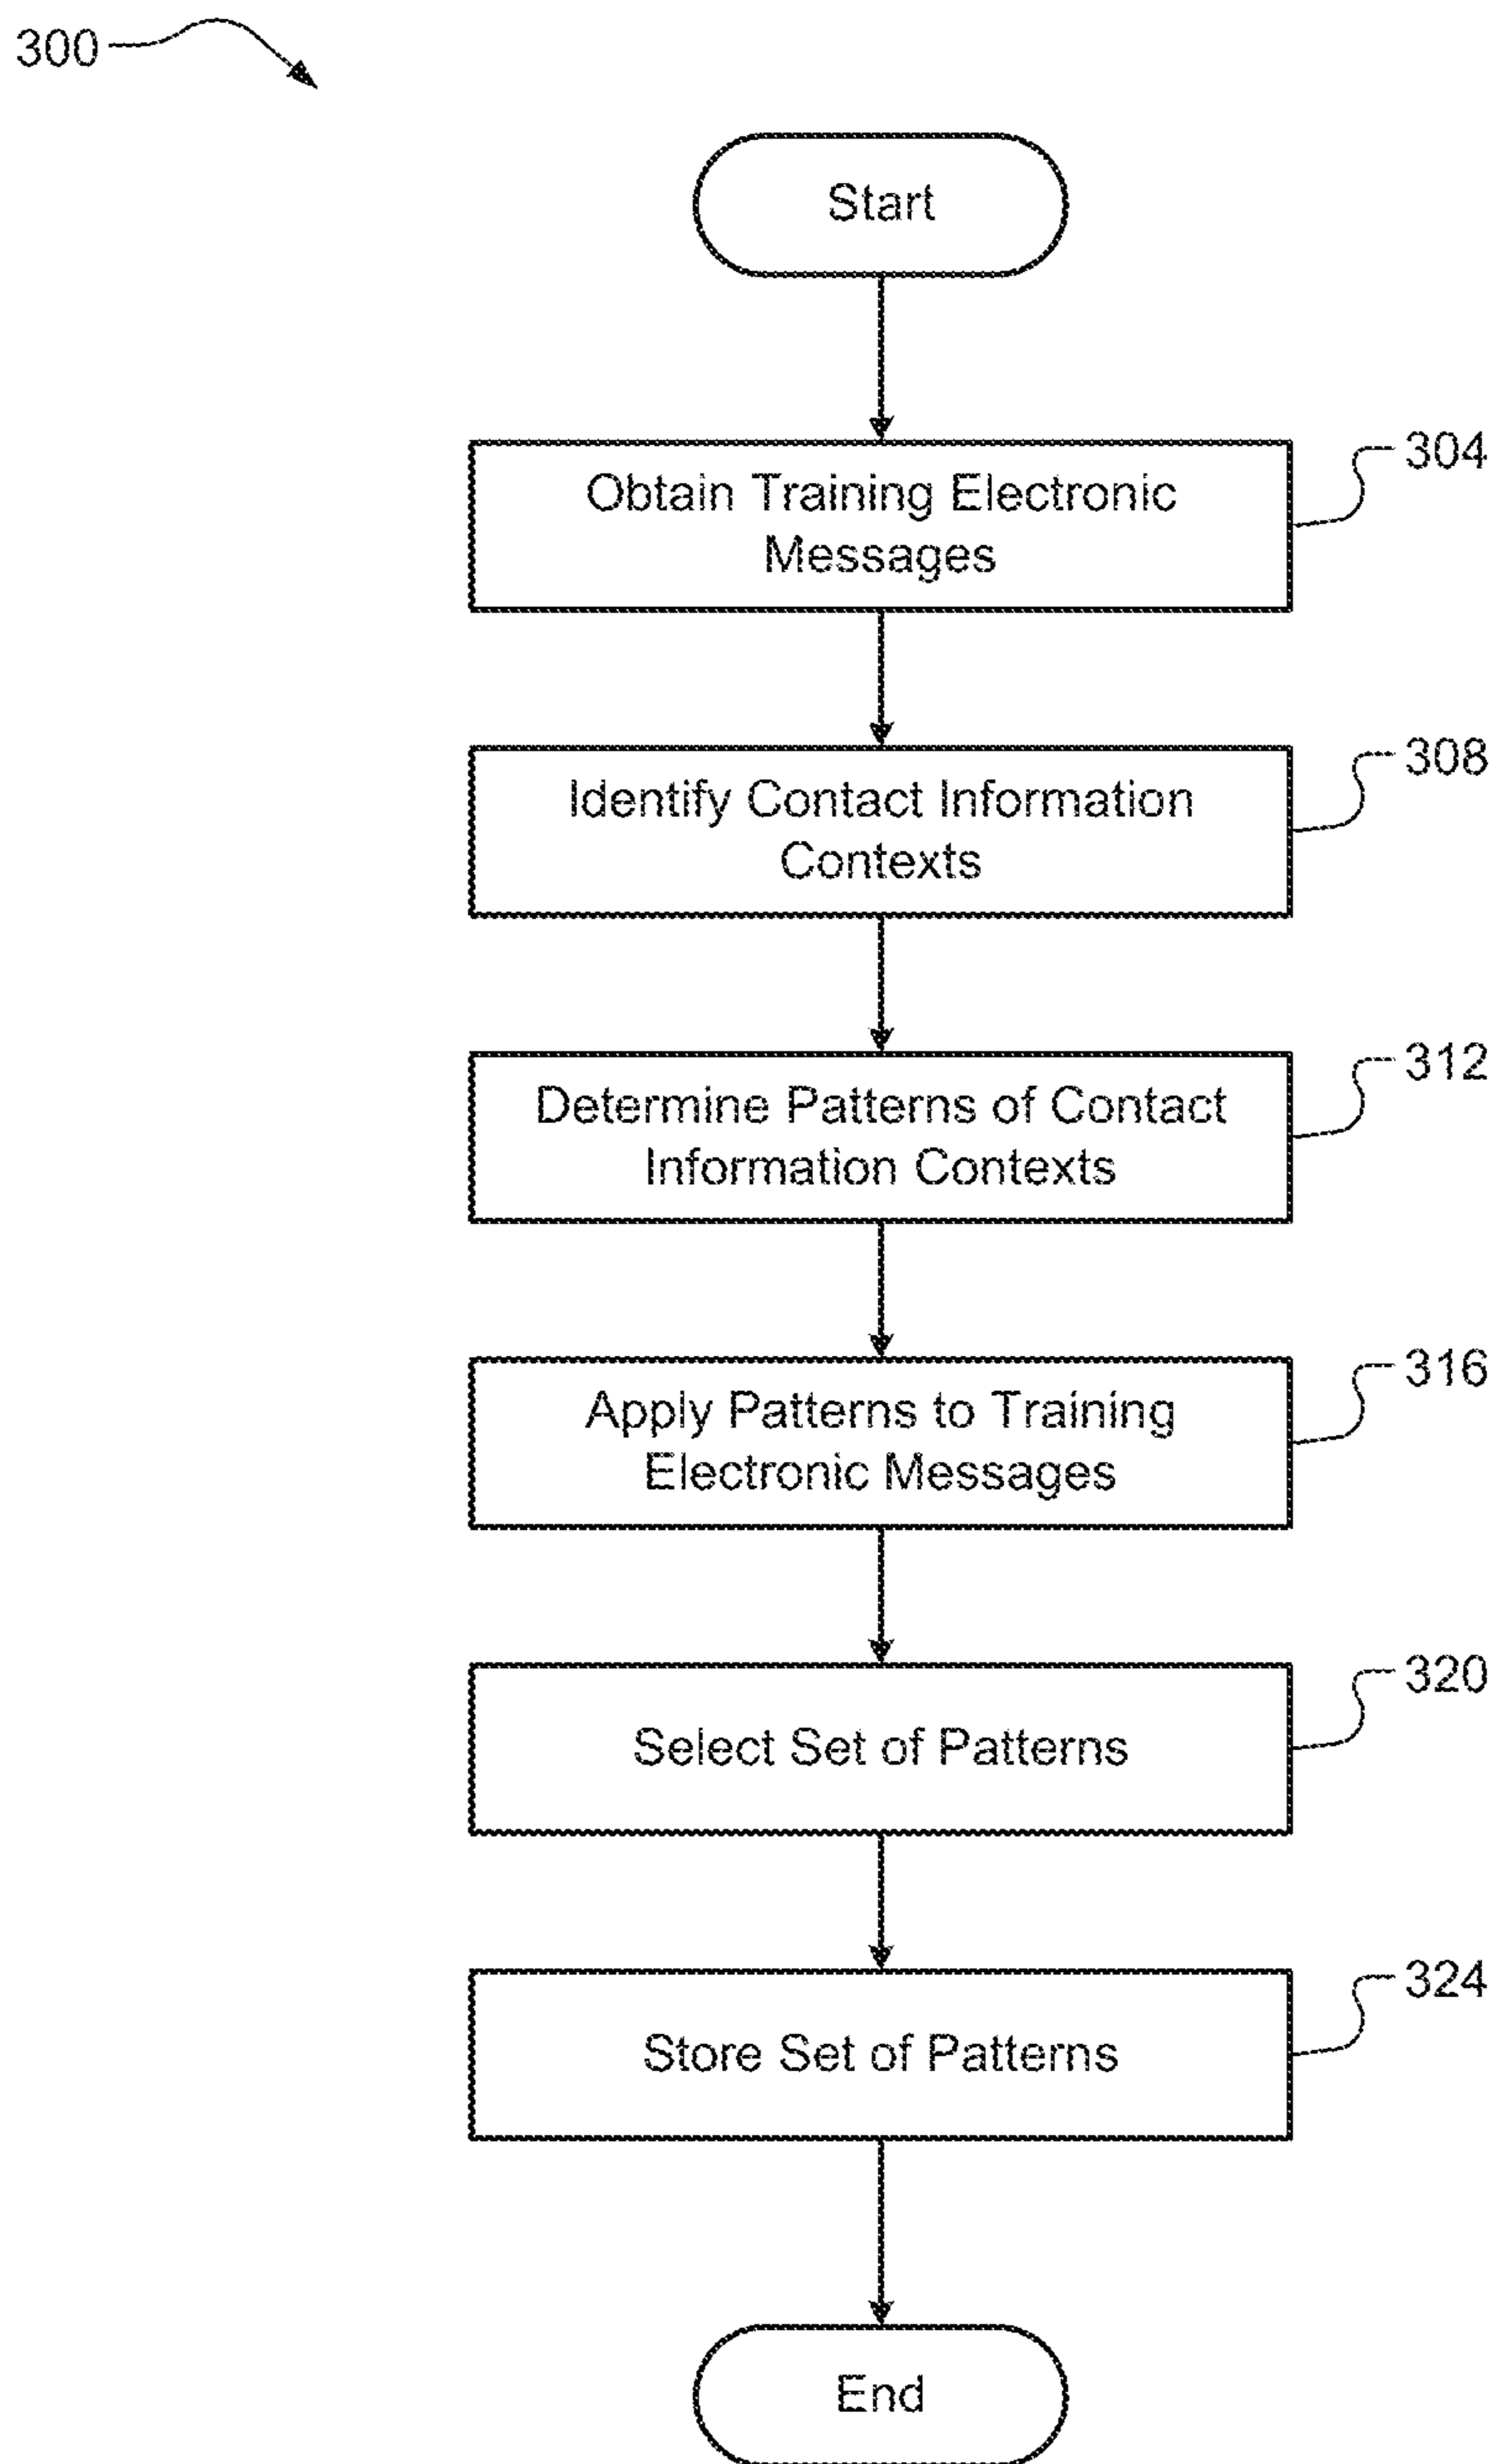 300
Start
Obtain Training Electronic
Messages
304
Identify Contact Information
Contexts
308
Determine Patterns of Contact
Information Contexts
312
Apply Patterns to Training
Electronic Messages
316
Select Set of Patterns
320
Store Set of Patterns
324
End